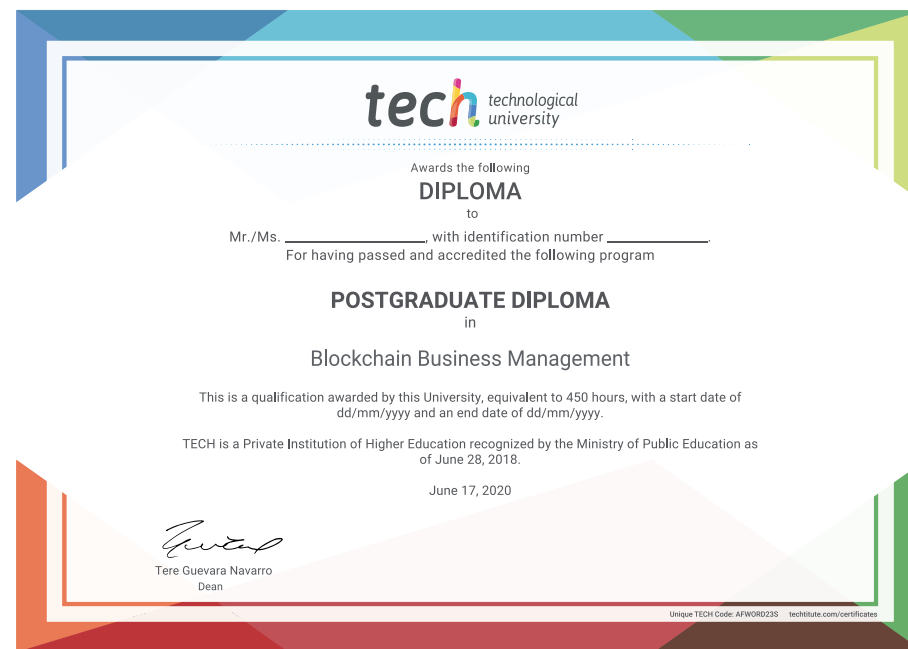 tech technological
university
Awards the following
DIPLOMA
to
Mr./Ms. ____________, with identification number _________.
For having passed and accredited the following program
POSTGRADUATE DIPLOMA
in
Blockchain Business Management
This is a qualification awarded by this University, equivalent to 450 hours, with a start date of
dd/mm/yyyy and an end date of dd/mm/yyyy.
TECH is a Private Institution of Higher Education recognized by the Ministry of Public Education as
of June 28, 2018.
June 17, 2020
Tere Guevara Navarro
Dean
Unique TECH Code: AFWORD23S techtitute.com/certificates